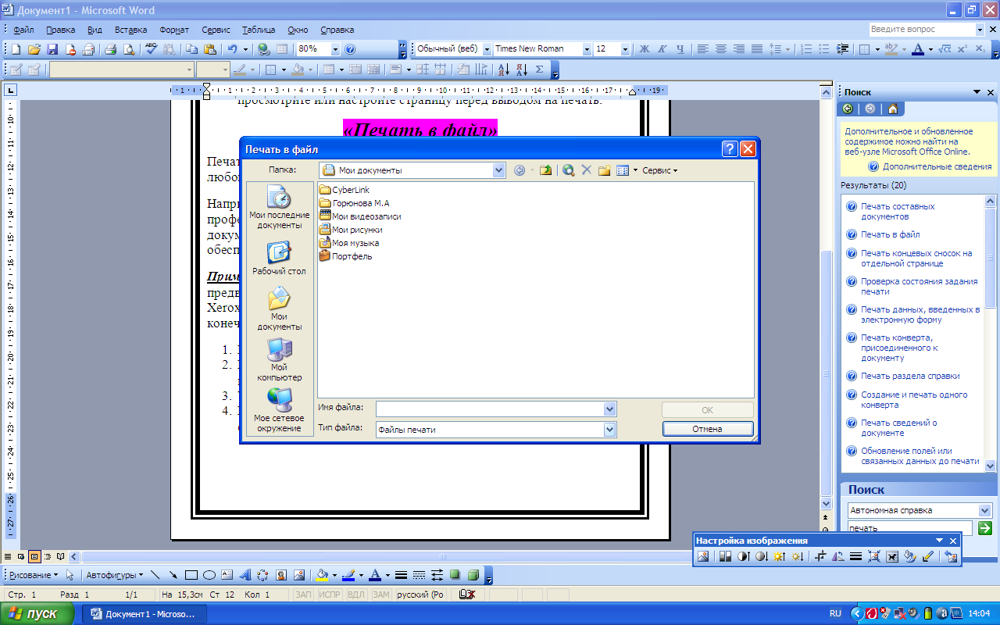 Документ1 - Microsoft Word
Файл Правка Вид Вставка Формат Сервис Таблица Окно Справка
Введите вопрос
80%
Обычный (веб)
Times New Roman
12
Ж К Ч
просмотрите или настройте страницу перед выводом на печать.
«Печать в файл»
Печат
любо
Напри
профе
докум
обесп
Прим
предв
Xerox
конеч
1.
2.
3.
4.
Печать в файл
Папка:
Мои документы
Сервис
Мои последние документы
Рабочий стол
Мои документы
Мой компьютер
Мое сетевое окружение
CyberLink
Горюнова М.А
Мои видеозаписи
Мои рисунки
Моя музыка
Портфель
Имя файла:
OK
Тип файла:
Файлы печати
Отмена
Поиск
Дополнительное и обновленное
содержимое можно найти на
веб-узле Microsoft Office Online.
Дополнительные сведения
Результаты (20)
Печать составных
документов
Печать в файл
Печать концевых сносок на
отдельной странице
Проверка состояния задания
печати
Печать данных, введенных в
электронную форму
Печать конверта,
присоединенного к
документу
Печать раздела справки
Создание и печать одного
конверта
Печать сведений о
документе
Обновление полей или
связанных данных до печати
Поиск
Автономная справка
печать
Настройка изображения
Рисование
Автофигуры
Стр. 1 Разд 1 1/1 На 15,3см Ст 12 Кол 1 ЗАП ИСПР ВДЛ ЗАМ русский (Ро
пуск
Документ1 - Microso...
RU
14:04